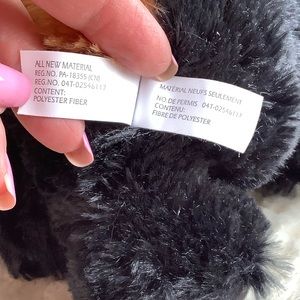 ALL NEW MATERIAL
REG. NO. PA-18355 (CN)
REG. NO. 04T-02546117
CONTENT:
POLYESTER FIBER
MATERIAL NEUFS SEULEMENT
NO. DE PERMIS 04T-02546117
CONTENU:
FIBRE DE POLYESTER